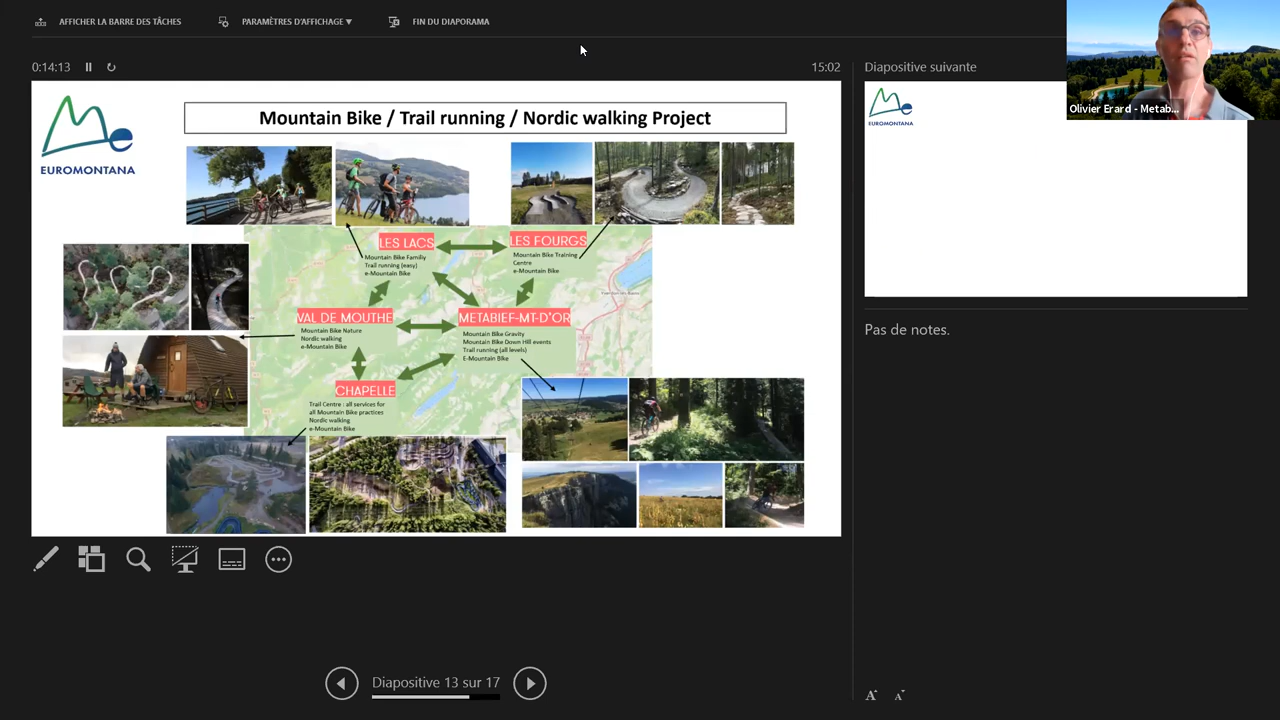 AFFICHER LA BARRE DES TÂCHES
PARAMÈTRES D'AFFICHAGE ▼
FIN DU DIAPORAMA
0:14:13
15:02
Diapositive suivante
Olivier Erard - Metab...
EUROMONTANA
Mountain Bike / Trail running / Nordic walking Project
EUROMONTANA
LES LACS
Mountain Bike Familiy
Trail running (easy)
e-Mountain Bike
LES FOURGS
Mountain Bike Training
Centre
e-Mountain Bike
VAL DE MOUTHE
Mountain Bike Nature
Nordic walking
e-Mountain Bike
METABIEF-MT-D'OR
Mountain Bike Gravity
Mountain Bike Down Hill events
Trail running (all levels)
E-Mountain Bike
CHAPELLE
Trail Centre : all services for
all Mountain Bike practices
Nordic walking
e-Mountain Bike
Pas de notes.
Diapositive 13 sur 17
A A